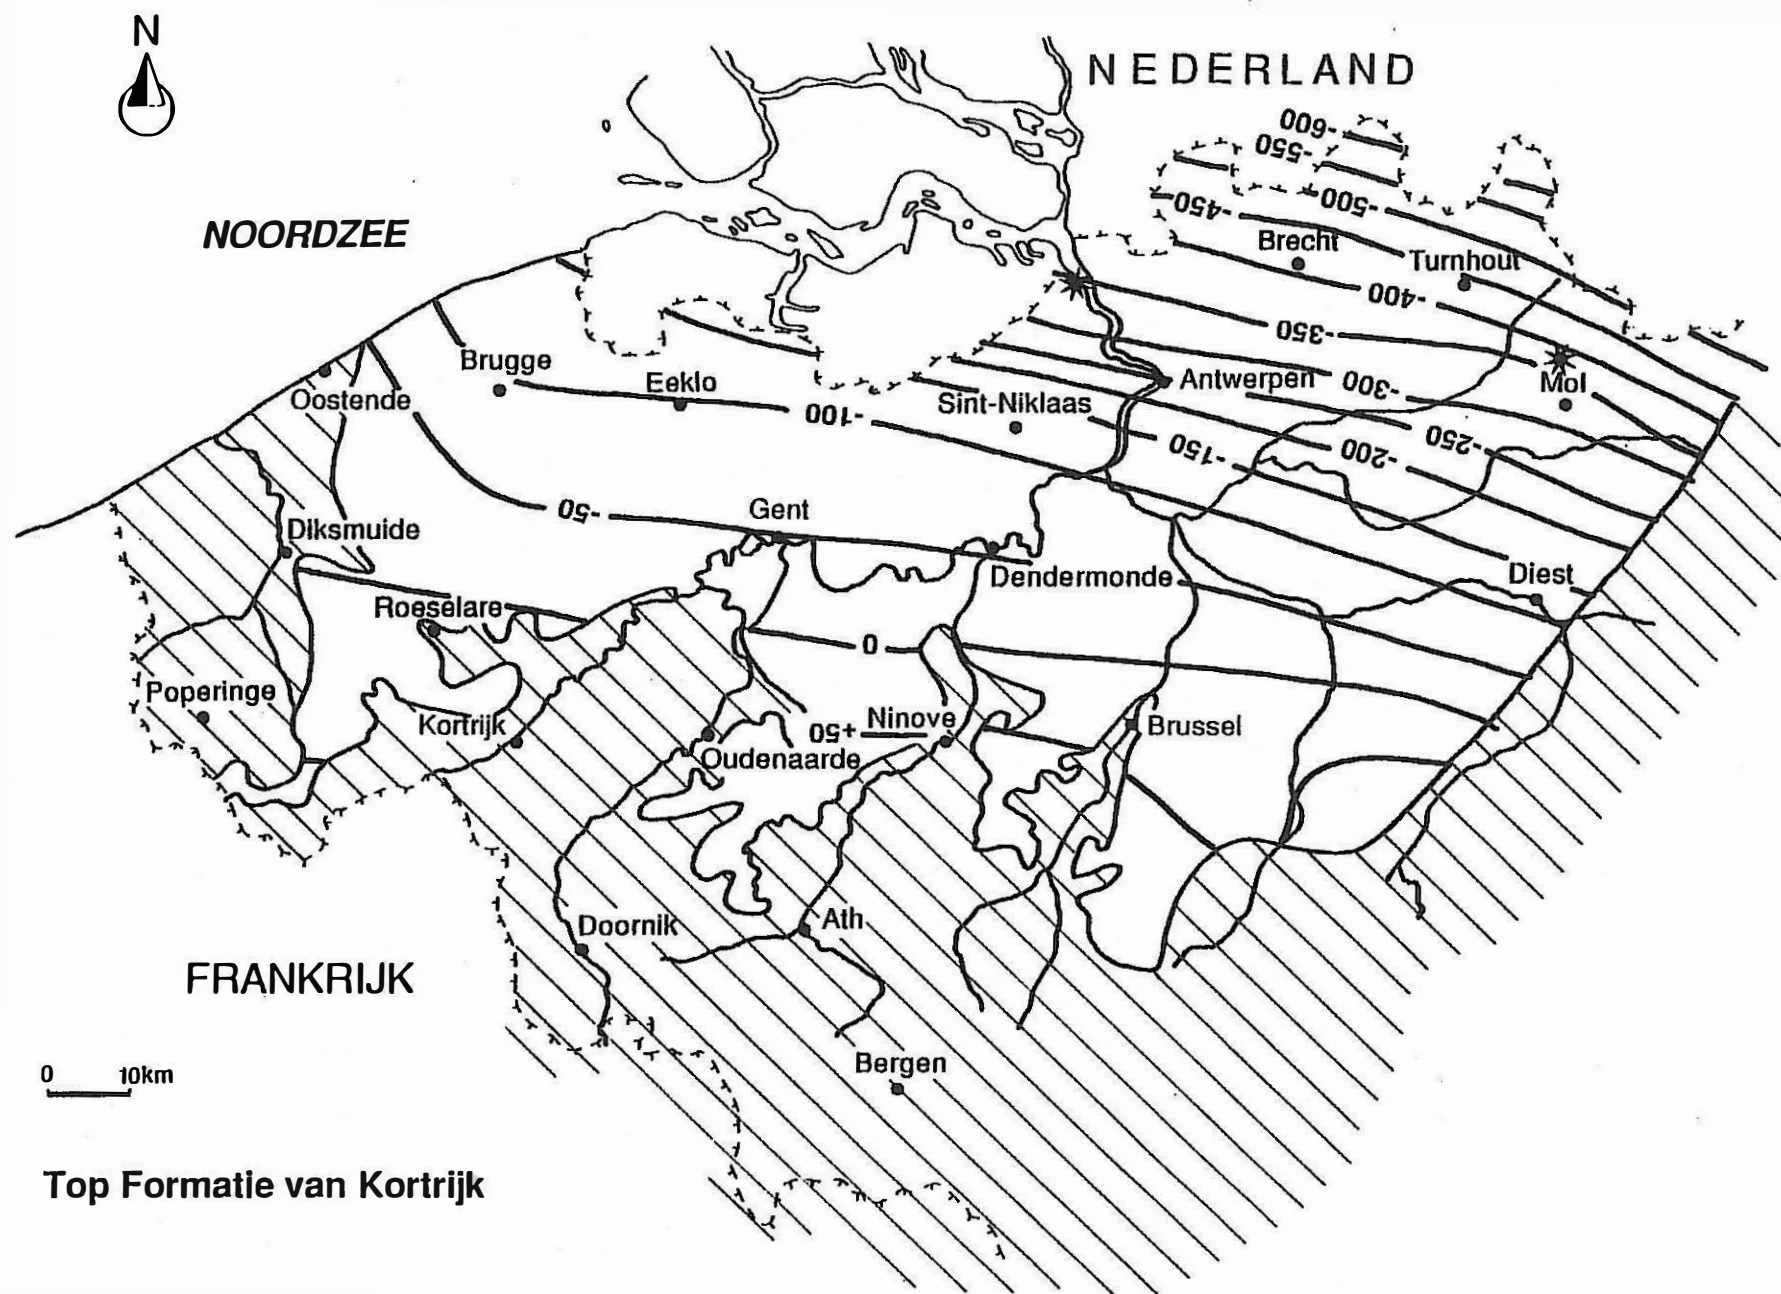 N
NEDERLAND
-600
-550
-500
-450
NOORDZEE
Brecht
Turnhout
-400
-350
Brugge
Eeklo
Oostende
Antwerpen
-300
Mol
Sint-Niklaas
-100
-150
-200
-250
-50
Gent
Diksmuide
Dendermonde
Diest
Roeselare
0
Poperinge
Kortrijk
+50
Ninove
Brussel
Oudenaarde
Doornik
Ath
FRANKRIJK
Bergen
0 10km
Top Formatie van Kortrijk